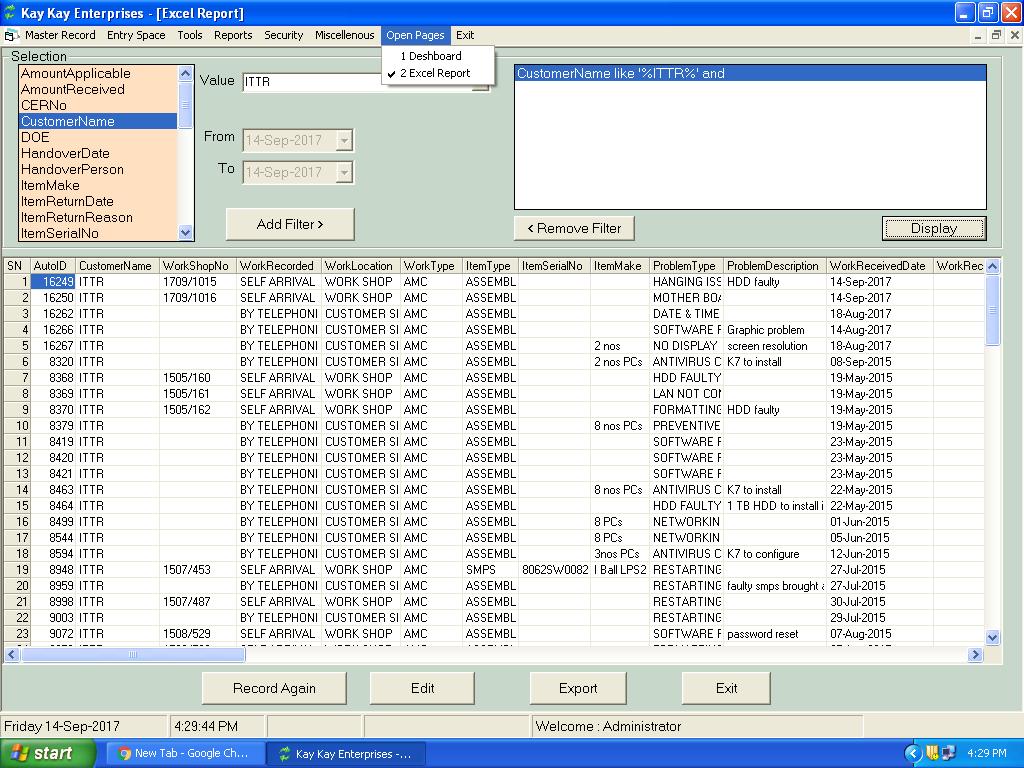 Kay Kay Enterprises - [Excel Report]
Master Record Entry Space Tools Reports Security Miscellenous Open Pages Exit
1 Deshboard
2 Excel Report
Selection
AmountApplicable
AmountReceived
CERNo
CustomerName
DOE
HandoverDate
HandoverPerson
ItemMake
ItemReturnDate
ItemReturnReason
ItemSerialNo
Value ITTR
From 14-Sep-2017
To 14-Sep-2017
Add Filter >
CustomerName like '%ITTR%' and
< Remove Filter
Display
SN AutoID CustomerName WorkShopNo WorkRecorded WorkLocation WorkType ItemType ItemSerialNo ItemMake ProblemType ProblemDescription WorkReceivedDate WorkRec
1 16249 ITTR 1709/1015 SELF ARRIVAL WORK SHOP AMC ASSEMBL HANGING ISS HDD faulty 14-Sep-2017
2 16250 ITTR 1709/1016 SELF ARRIVAL WORK SHOP AMC ASSEMBL MOTHER BOA 14-Sep-2017
3 16262 ITTR BY TELEPHONI CUSTOMER SI AMC ASSEMBL DATE & TIME 18-Aug-2017
4 16266 ITTR BY TELEPHONI CUSTOMER SI AMC ASSEMBL SOFTWARE F Graphic problem 14-Aug-2017
5 16267 ITTR BY TELEPHONI CUSTOMER SI AMC ASSEMBL 2 nos NO DISPLAY screen resolution 18-Aug-2017
6 8320 ITTR BY TELEPHONI CUSTOMER SI AMC ASSEMBL 2 nos PCs ANTIVIRUS C K7 to install 08-Sep-2015
7 8368 ITTR 1505/160 SELF ARRIVAL WORK SHOP AMC ASSEMBL HDD FAULTY 19-May-2015
8 8369 ITTR 1505/161 SELF ARRIVAL WORK SHOP AMC ASSEMBL LAN NOT CON 19-May-2015
9 8370 ITTR 1505/162 SELF ARRIVAL WORK SHOP AMC ASSEMBL FORMATTING HDD faulty 19-May-2015
10 8379 ITTR BY TELEPHONI CUSTOMER SI AMC ASSEMBL 8 nos PCs PREVENTIVE 19-May-2015
11 8419 ITTR BY TELEPHONI CUSTOMER SI AMC ASSEMBL SOFTWARE F 23-May-2015
12 8420 ITTR BY TELEPHONI CUSTOMER SI AMC ASSEMBL SOFTWARE F 23-May-2015
13 8421 ITTR BY TELEPHONI CUSTOMER SI AMC ASSEMBL SOFTWARE F 23-May-2015
14 8463 ITTR BY TELEPHONI CUSTOMER SI AMC ASSEMBL 8 nos PCs ANTIVIRUS C K7 to install 22-May-2015
15 8464 ITTR BY TELEPHONI CUSTOMER SI AMC ASSEMBL HDD FAULTY 1 TB HDD to install i 22-May-2015
16 8499 ITTR BY TELEPHONI CUSTOMER SI AMC ASSEMBL 8 PCs NETWORKIN 01-Jun-2015
17 8544 ITTR BY TELEPHONI CUSTOMER SI AMC ASSEMBL 8 PCs NETWORKIN 05-Jun-2015
18 8594 ITTR BY TELEPHONI CUSTOMER SI AMC ASSEMBL 3nos PCs ANTIVIRUS C K7 to configure 12-Jun-2015
19 8948 ITTR 1507/453 SELF ARRIVAL WORK SHOP AMC SMPS 8062SW0082 I Ball LPS2 RESTARTING 27-Jul-2015
20 8959 ITTR BY TELEPHONI CUSTOMER SI AMC ASSEMBL RESTARTING faulty smps brought a 27-Jul-2015
21 8998 ITTR 1507/487 SELF ARRIVAL WORK SHOP AMC ASSEMBL RESTARTING 30-Jul-2015
22 9003 ITTR BY TELEPHONI CUSTOMER SI AMC ASSEMBL RESTARTING 29-Jul-2015
23 9072 ITTR 1508/529 SELF ARRIVAL WORK SHOP AMC ASSEMBL SOFTWARE F password reset 07-Aug-2015
Record Again Edit Export Exit
Friday 14-Sep-2017 4:29:44 PM Welcome : Administrator
start New Tab - Google Ch... Kay Kay Enterprises -... 4:29 PM